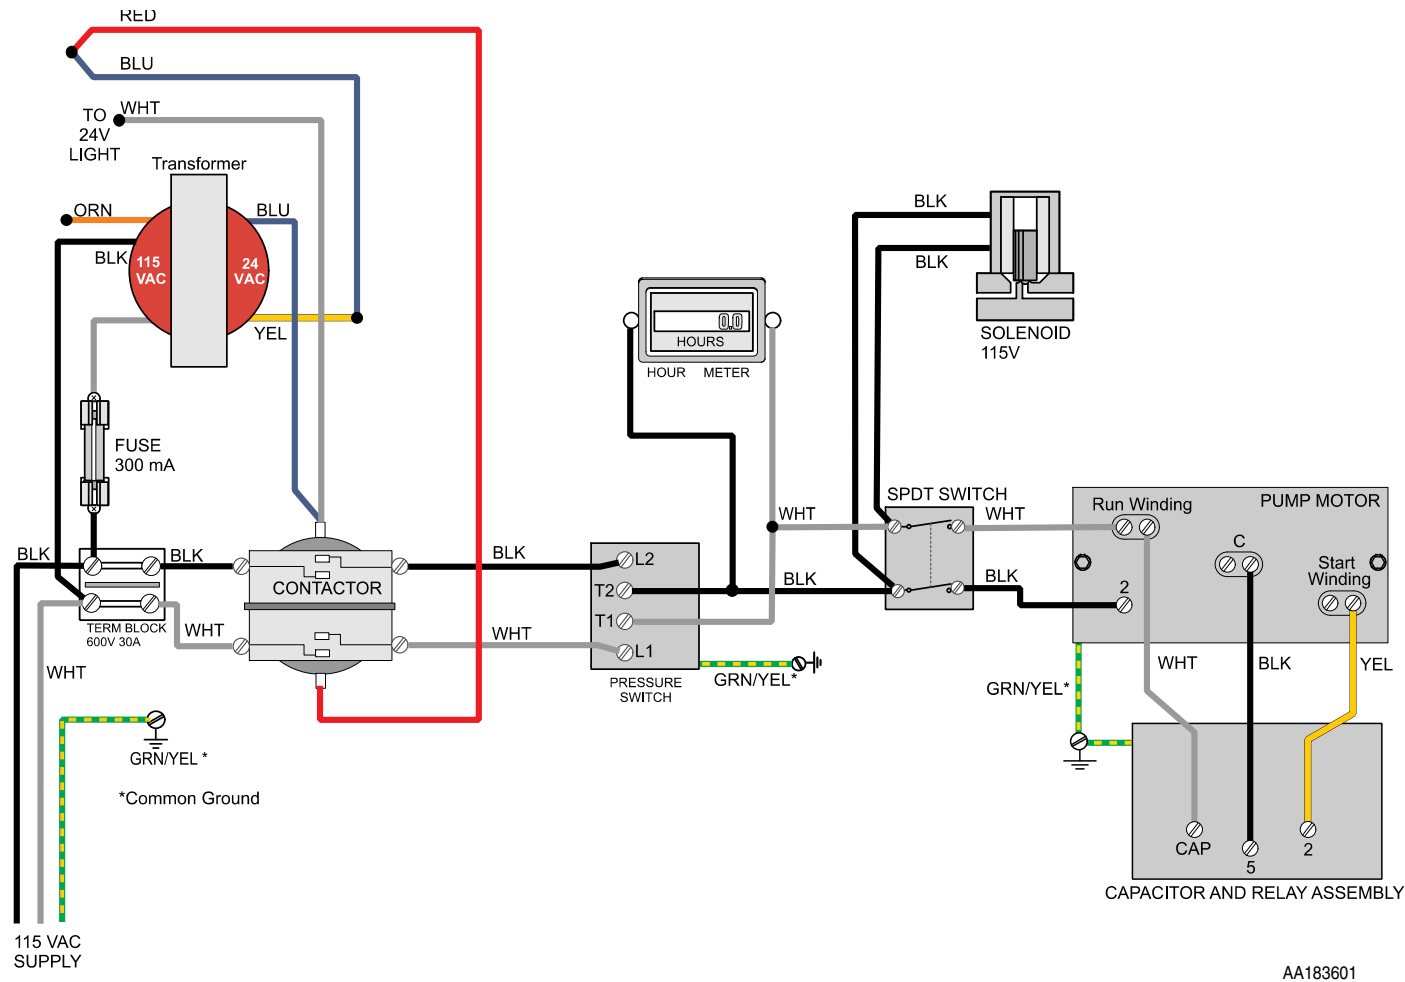 RED
BLU
WHT
TO
24V
LIGHT
Transformer
ORN
BLU
BLK
115
VAC
24
VAC
YEL
FUSE
300 mA
BLK
BLK
CONTACTOR
TERM BLOCK
600V 30A
WHT
WHT
GRN/YEL *
*Common Ground
115 VAC
SUPPLY
0.0
HOURS
HOUR METER
BLK
WHT
L2
T2
T1
L1
PRESSURE
SWITCH
GRN/YEL*
WHT
BLK
BLK
BLK
SOLENOID
115V
SPDT SWITCH
WHT
BLK
PUMP MOTOR
Run Winding
C
Start
Winding
2
WHT
BLK
YEL
GRN/YEL*
CAP
5
2
CAPACITOR AND RELAY ASSEMBLY
AA183601